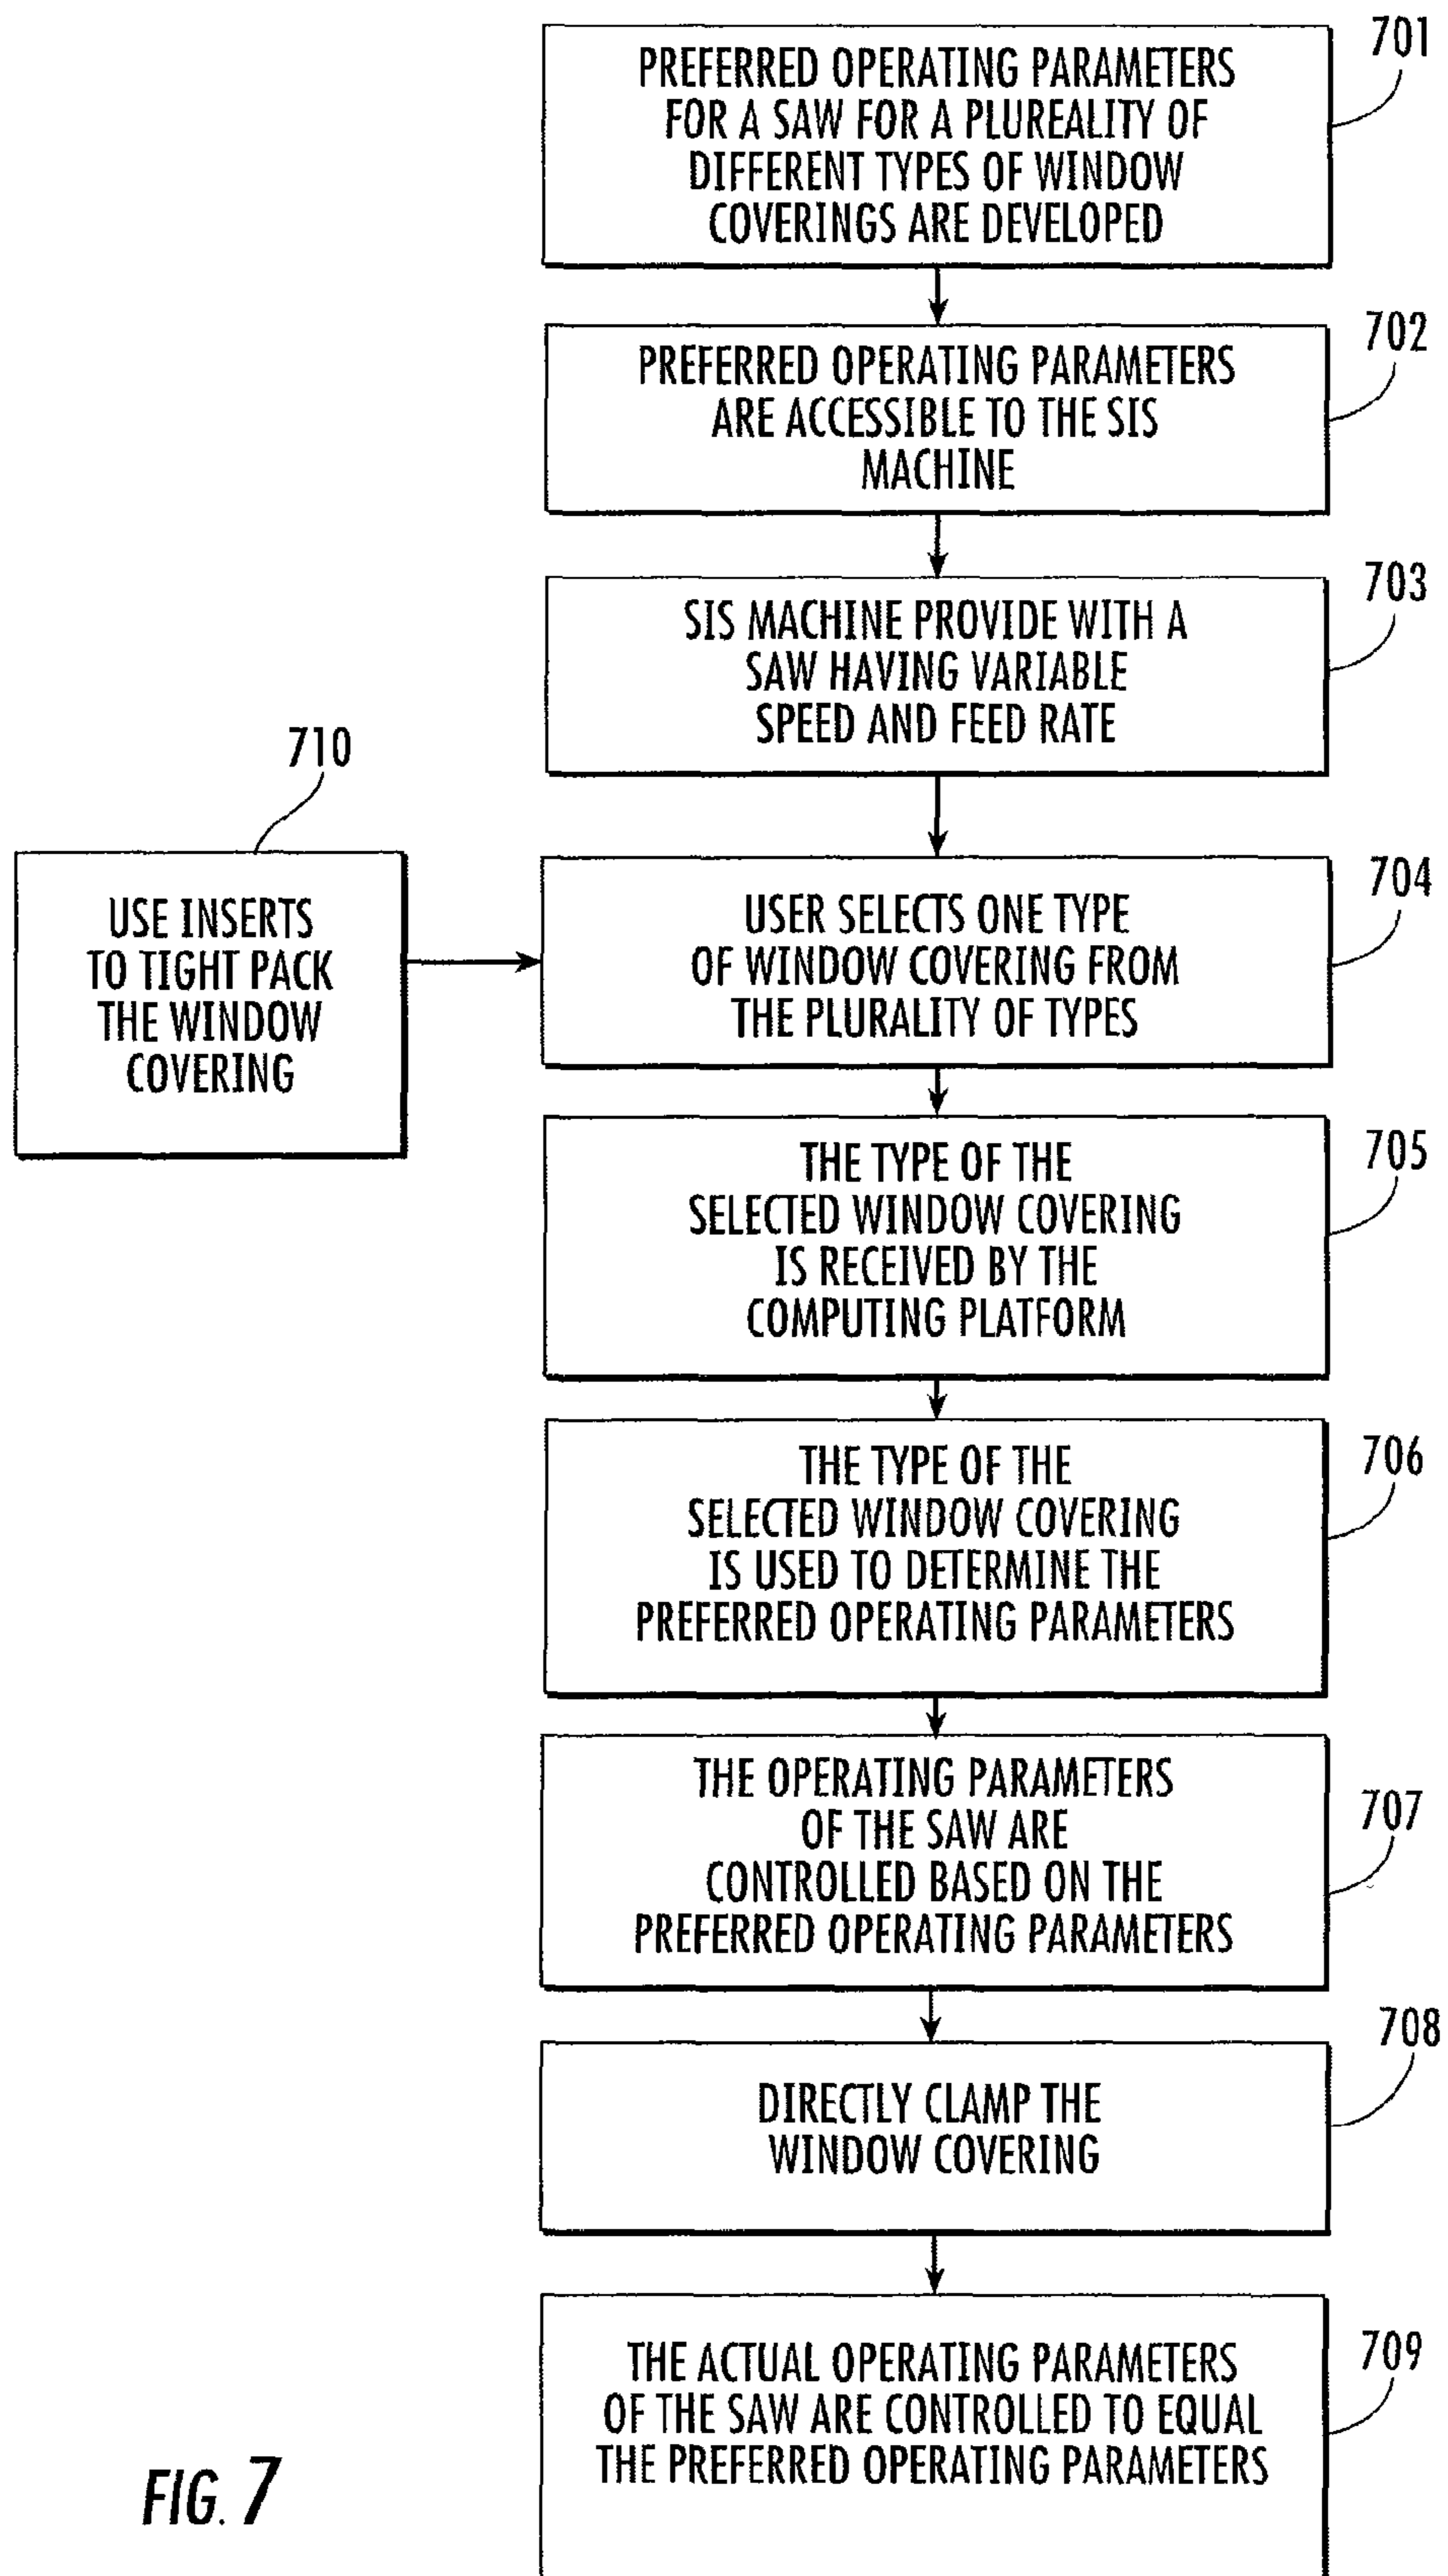 701
PREFERRED OPERATING PARAMETERS
FOR A SAW FOR A PLUREALITY OF
DIFFERENT TYPES OF WINDOW
COVERINGS ARE DEVELOPED
702
PREFERRED OPERATING PARAMETERS
ARE ACCESSIBLE TO THE SIS
MACHINE
703
SIS MACHINE PROVIDE WITH A
SAW HAVING VARIABLE
SPEED AND FEED RATE
710
USE INSERTS
TO TIGHT PACK
THE WINDOW
COVERING
704
USER SELECTS ONE TYPE
OF WINDOW COVERING FROM
THE PLURALITY OF TYPES
705
THE TYPE OF THE
SELECTED WINDOW COVERING
IS RECEIVED BY THE
COMPUTING PLATFORM
706
THE TYPE OF THE
SELECTED WINDOW COVERING
IS USED TO DETERMINE THE
PREFERRED OPERATING PARAMETERS
707
THE OPERATING PARAMETERS
OF THE SAW ARE
CONTROLLED BASED ON THE
PREFERRED OPERATING PARAMETERS
708
DIRECTLY CLAMP THE
WINDOW COVERING
709
THE ACTUAL OPERATING PARAMETERS
OF THE SAW ARE CONTROLLED TO EQUAL
THE PREFERRED OPERATING PARAMETERS
FIG. 7